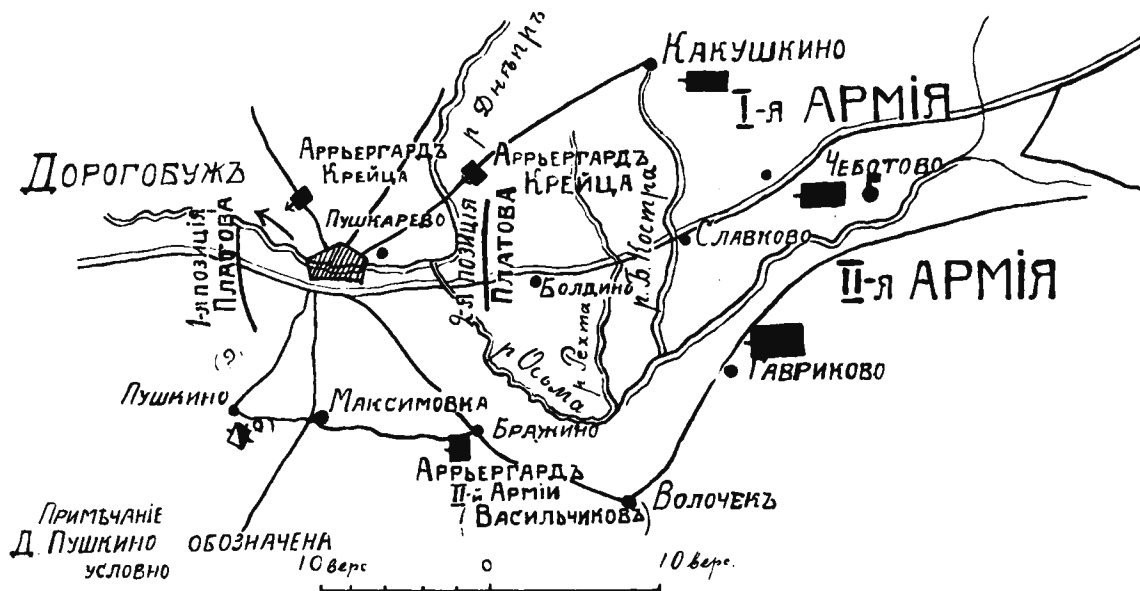 Какушкино
I-я АРМІЯ
р Днѣпръ
Дорогобужъ
Аррьергардъ
Крейца
Аррьергардъ
Крейца
Чеботово
Пушкарево
1-я позиція
Платова
2-я позиція
Платова
Славково
р. Б. Костра
Болдино
II-я АРМІЯ
р. Рехта
р Осьма
Гавриково
(?)
Пушкино
Максимовка
(?)
Бражино
Аррьергардъ
II-й Арміи
(Васильчиковъ)
Волочекъ
Примѣчаніе
Д. Пушкино обозначена
условно
10 верс 0 10 верс.